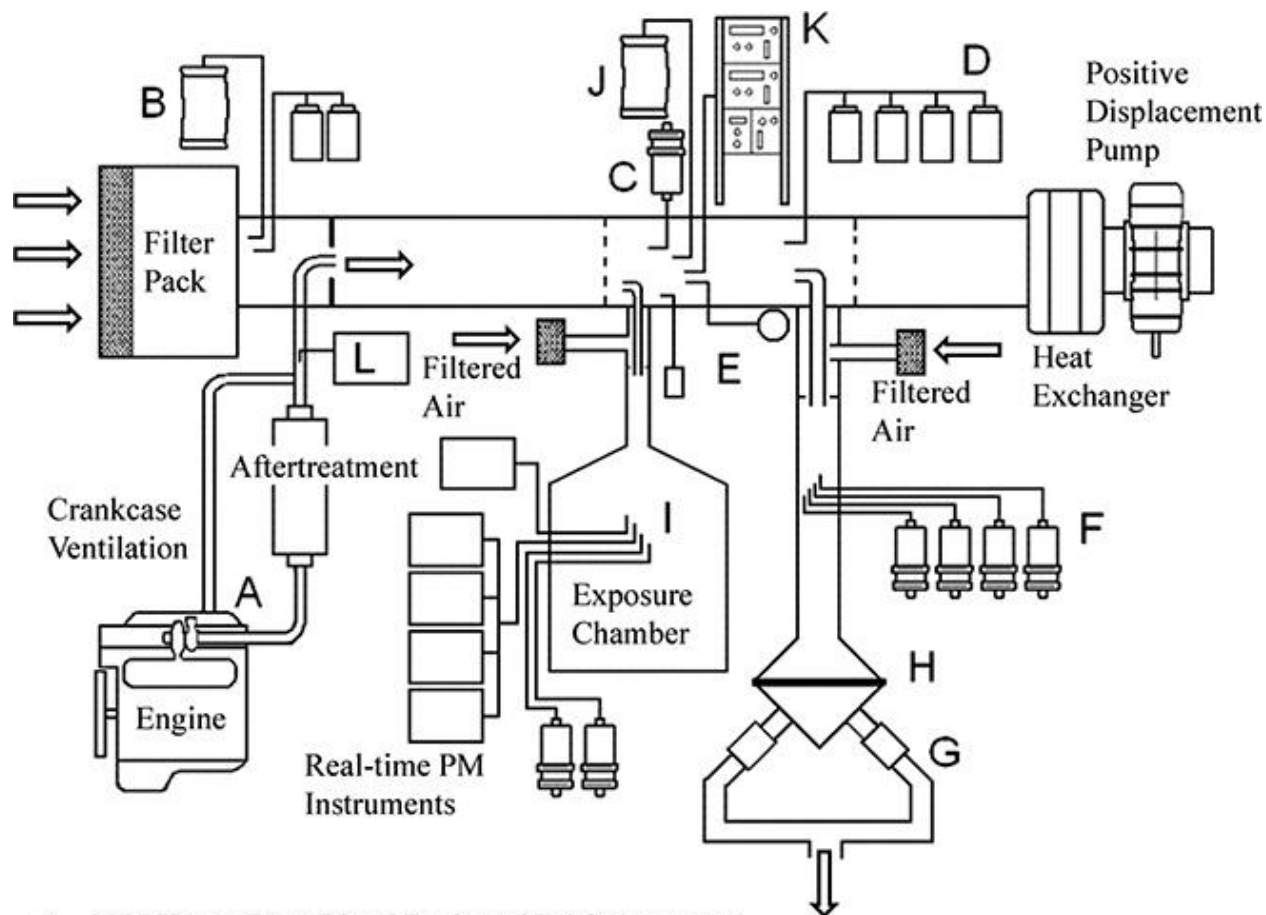 B
J
K
D
Positive
Displacement
Pump
C
Filter
Pack
L
Filtered
Air
E
Filtered
Air
Heat
Exchanger
Aftertreatment
Crankcase
Ventilation
I
F
A
Exposure
Chamber
Engine
H
G
Real-time PM
Instruments